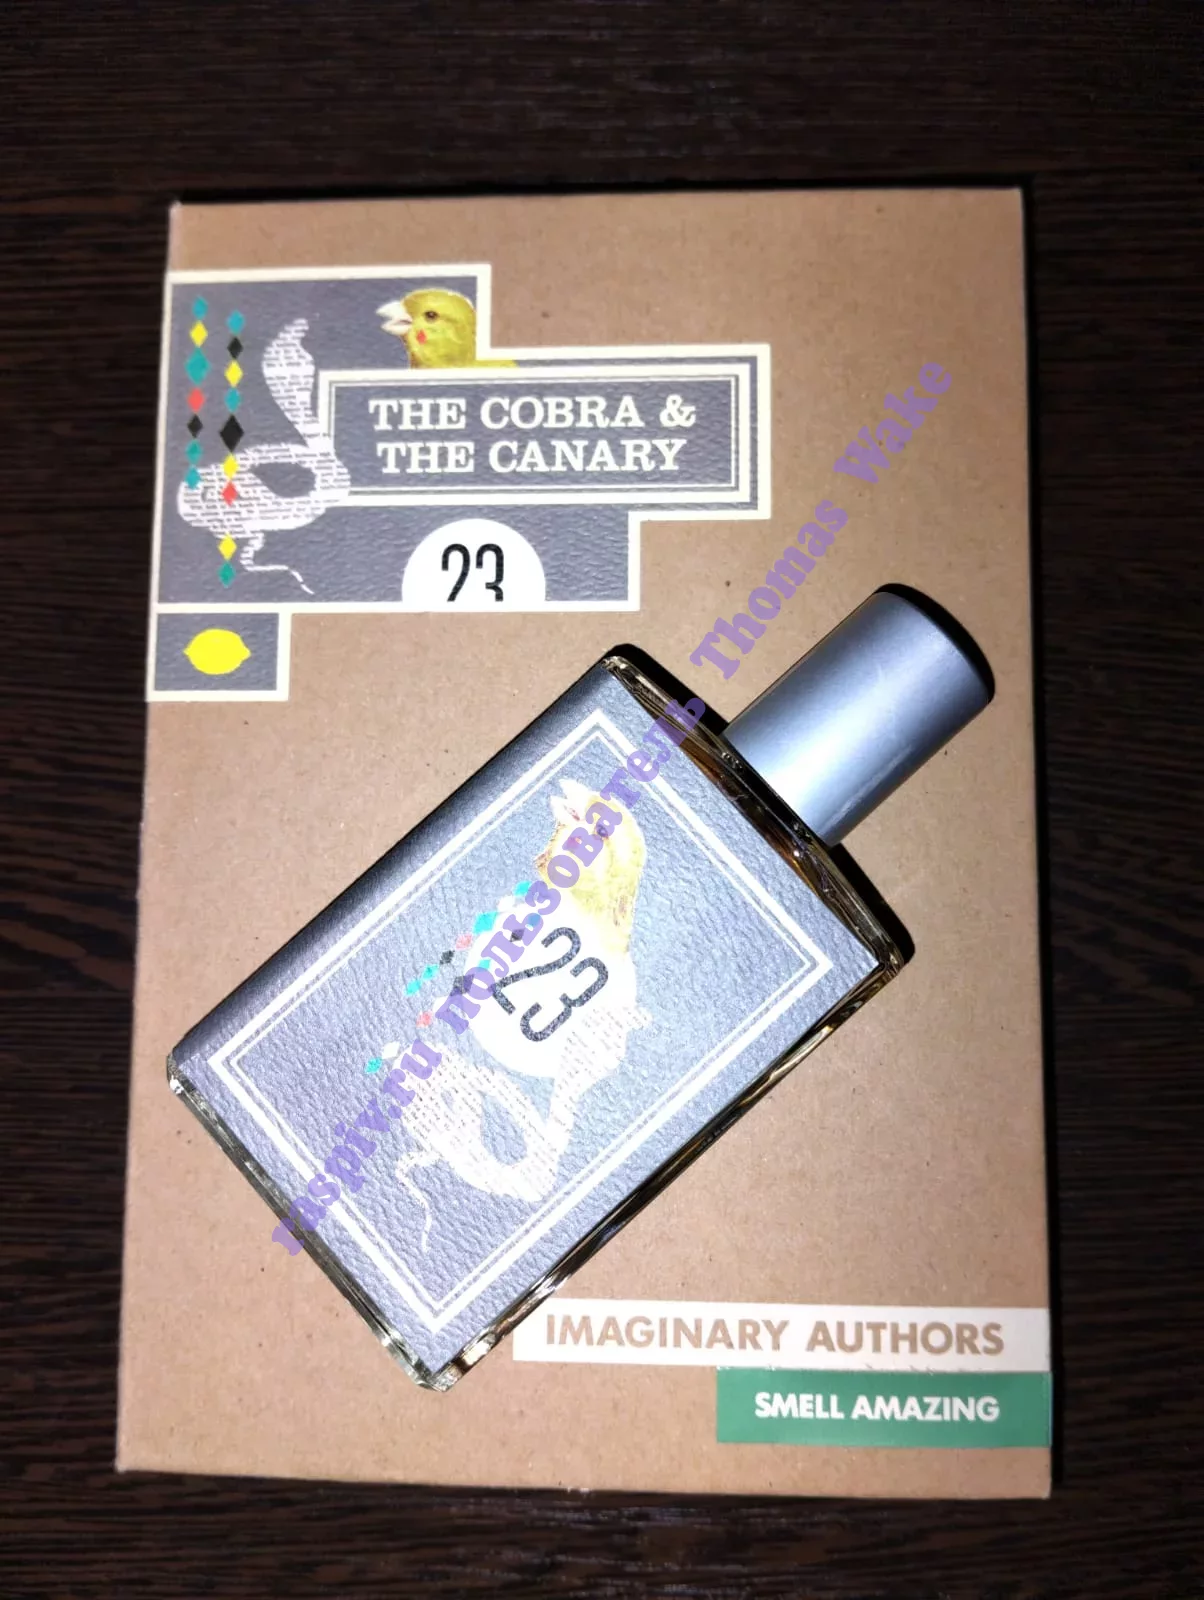 THE COBRA &
THE CANARY
23
raspiv.ru пользователь Thomas Wake
23
IMAGINARY AUTHORS
SMELL AMAZING